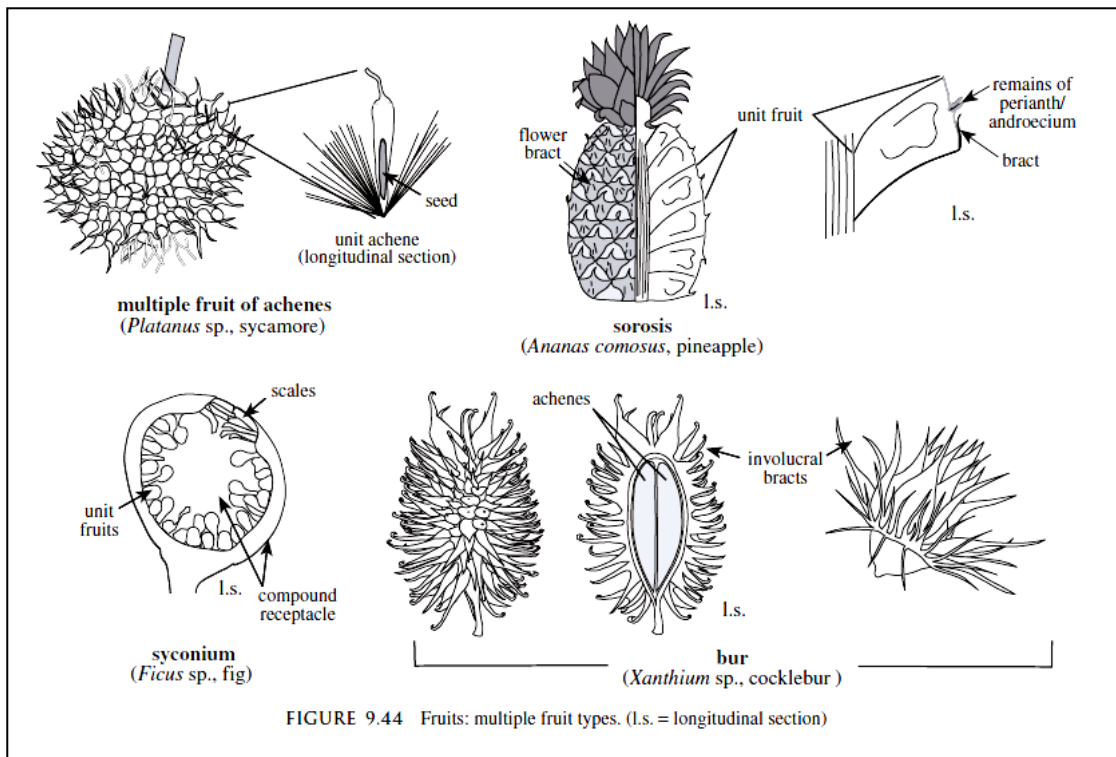 seed
unit achene
(longitudinal section)
multiple fruit of achenes
(Platanus sp., sycamore)
flower
bract
unit fruit
l.s.
sorosis
(Ananas comosus, pineapple)
remains of
perianth/
androecium
bract
l.s.
scales
unit
fruits
l.s.
compound
receptacle
syconium
(Ficus sp., fig)
achenes
involucral
bracts
l.s.
bur
(Xanthium sp., cocklebur )
FIGURE 9.44 Fruits: multiple fruit types. (l.s. = longitudinal section)